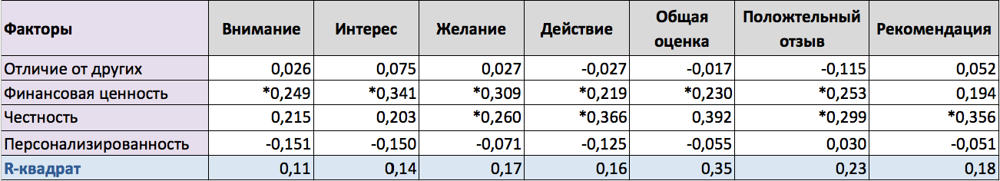 Факторы Внимание Интерес Желание Действие Общая оценка Положтельный отзыв Рекомендация
Отличие от других 0,026 0,075 0,027 -0,027 -0,017 -0,115 0,052
Финансовая ценность *0,249 *0,341 *0,309 *0,219 *0,230 *0,253 0,194
Честность 0,215 0,203 *0,260 *0,366 0,392 *0,299 *0,356
Персонализированность -0,151 -0,150 -0,071 -0,125 -0,055 0,030 -0,051
R-квадрат 0,11 0,14 0,17 0,16 0,35 0,23 0,18